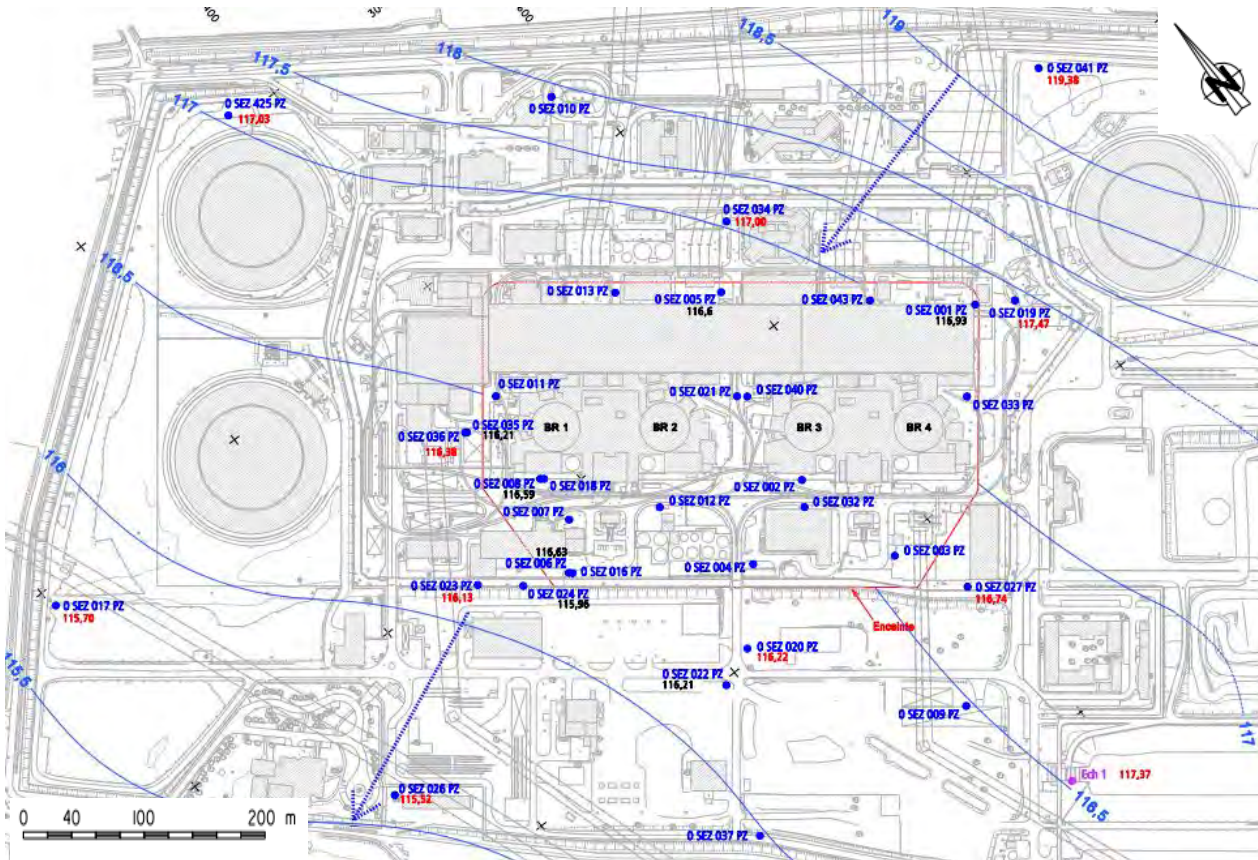 400
600
118
118,5
119
117,5
117
N
0 SEZ 041 PZ
119,38
0 SEZ 425 PZ
117,03
0 SEZ 010 PZ
0 SEZ 034 PZ
117,00
116,5
0 SEZ 013 PZ
0 SEZ 005 PZ
116,6
0 SEZ 043 PZ
0 SEZ 001 PZ
116,93
0 SEZ 019 PZ
117,47
0 SEZ 011 PZ
0 SEZ 021 PZ
0 SEZ 040 PZ
0 SEZ 033 PZ
BR 1
BR 2
BR 3
BR 4
0 SEZ 035 PZ
116,21
0 SEZ 036 PZ
116,38
116
0 SEZ 008 PZ
116,59
0 SEZ 018 PZ
0 SEZ 002 PZ
0 SEZ 007 PZ
0 SEZ 012 PZ
0 SEZ 032 PZ
116,63
0 SEZ 006 PZ
0 SEZ 016 PZ
0 SEZ 004 PZ
0 SEZ 003 PZ
0 SEZ 023 PZ
116,13
0 SEZ 024 PZ
115,96
0 SEZ 027 PZ
116,74
0 SEZ 017 PZ
115,70
Enceinte
0 SEZ 020 PZ
116,22
0 SEZ 022 PZ
116,21
115,5
0 SEZ 009 PZ
117
Ech 1 117,37
116,5
0 SEZ 026 PZ
115,52
0 SEZ 037 PZ
0 40 100 200 m